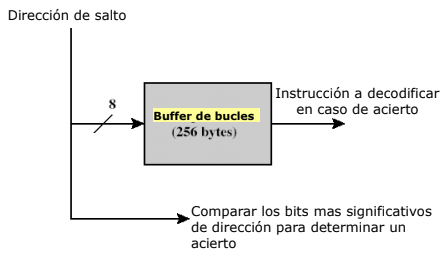 Dirección de salto
8
Instrucción a decodificar
en caso de acierto
Buffer de bucles
(256 bytes)
Comparar los bits mas significativos
de dirección para determinar un
acierto